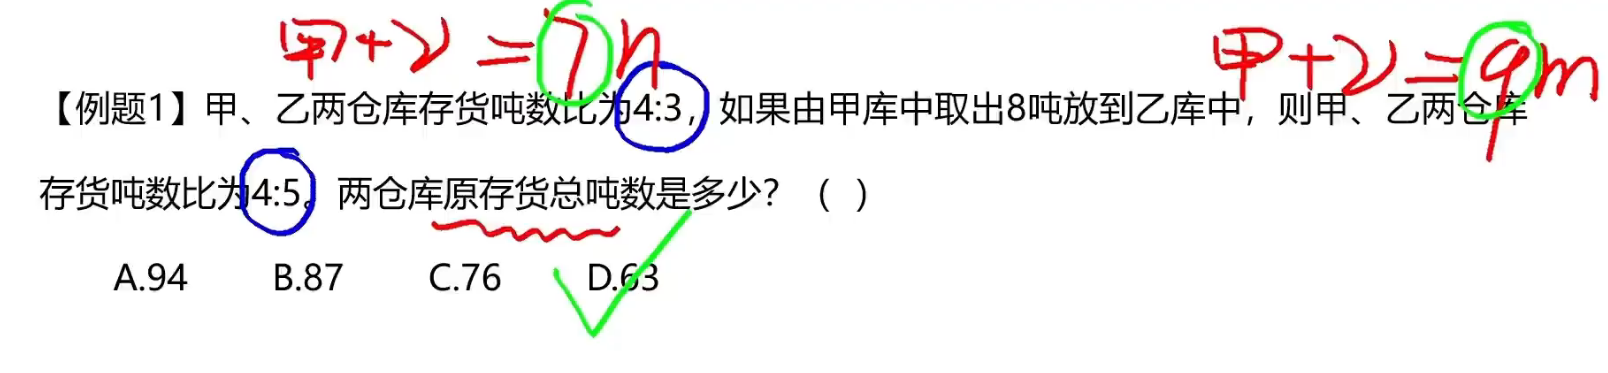 甲+乙=7n
甲+乙=9m
【例题1】甲、乙两仓库存货吨数比为4:3，如果由甲库中取出8吨放到乙库中，则甲、乙两仓库
存货吨数比为4:5。两仓库原存货总吨数是多少？（ ）
A.94 B.87 C.76 D.63